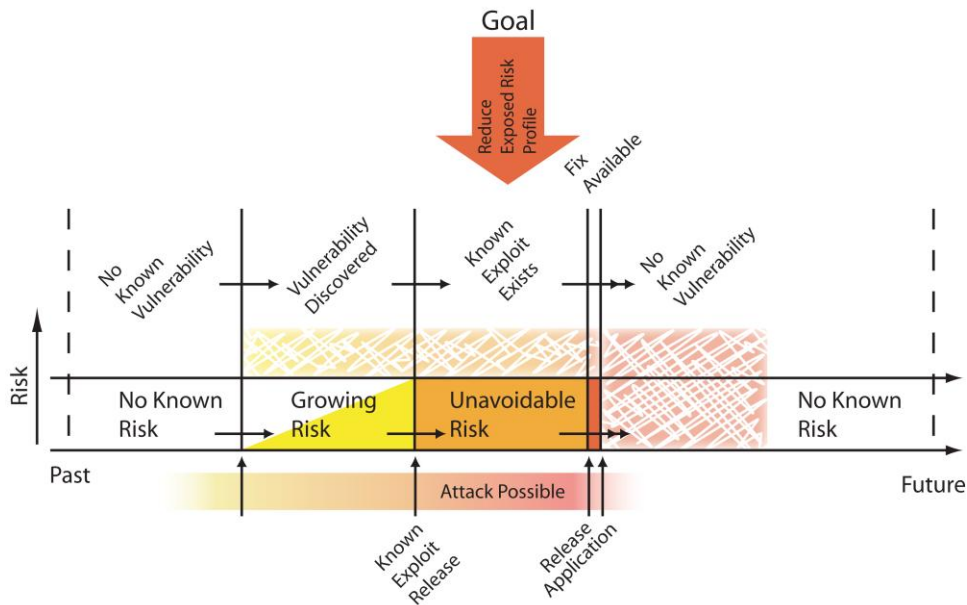 Goal
Reduce
Exposed Risk
Profile
Fix
Available
No
Known
Vulnerability
Vulnerability
Discovered
Known
Exploit
Exists
No
Known
Vulnerability
Risk
No Known
Risk
Growing
Risk
Unavoidable
Risk
No Known
Risk
Past
Attack Possible
Future
Known
Exploit
Release
Release
Application